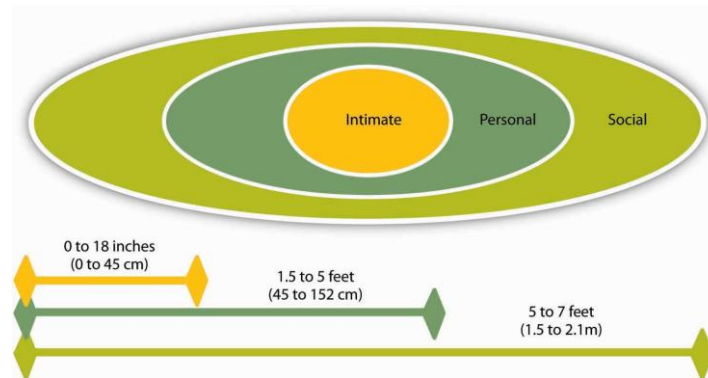 Intimate
Personal
Social
0 to 18 inches
(0 to 45 cm)
1.5 to 5 feet
(45 to 152 cm)
5 to 7 feet
(1.5 to 2.1m)